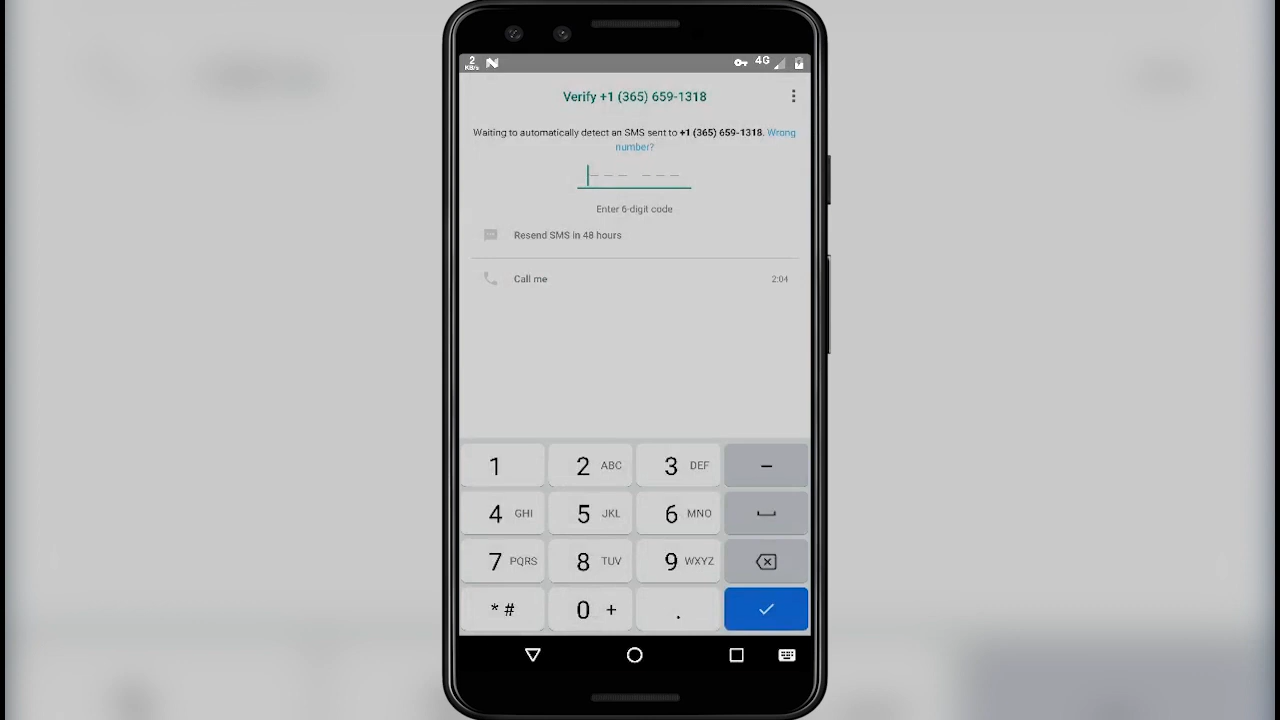 2
KB/s
4G
Verify +1 (365) 659-1318
Waiting to automatically detect an SMS sent to +1 (365) 659-1318. Wrong
number?
Enter 6-digit code
Resend SMS in 48 hours
Call me 2:04
1 2 ABC 3 DEF –
4 GHI 5 JKL 6 MNO
7 PQRS 8 TUV 9 WXYZ
* # 0 + .